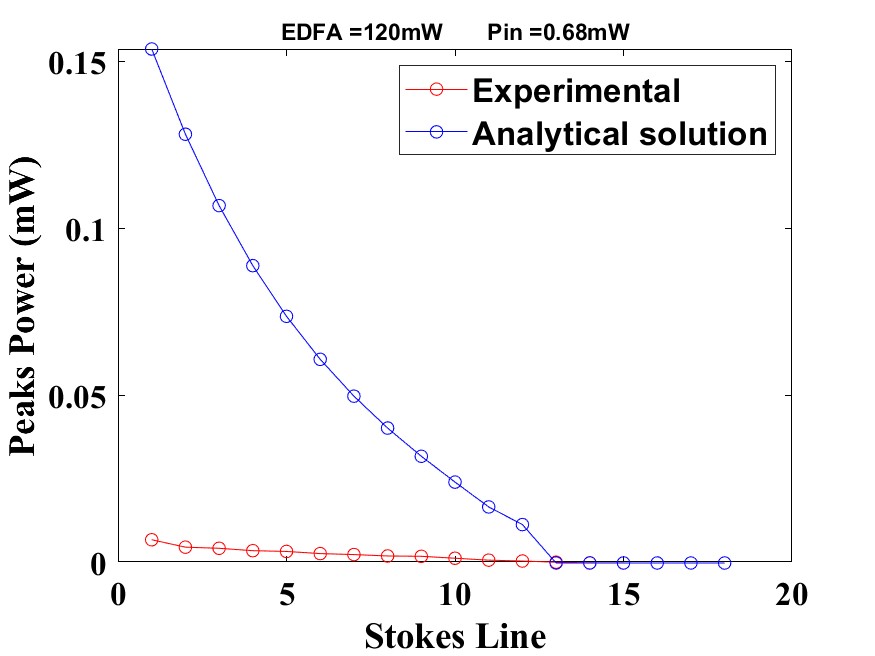 EDFA =120mW Pin =0.68mW
Experimental
Analytical solution
Peaks Power (mW)
0.15
0.1
0.05
0
0 5 10 15 20
Stokes Line